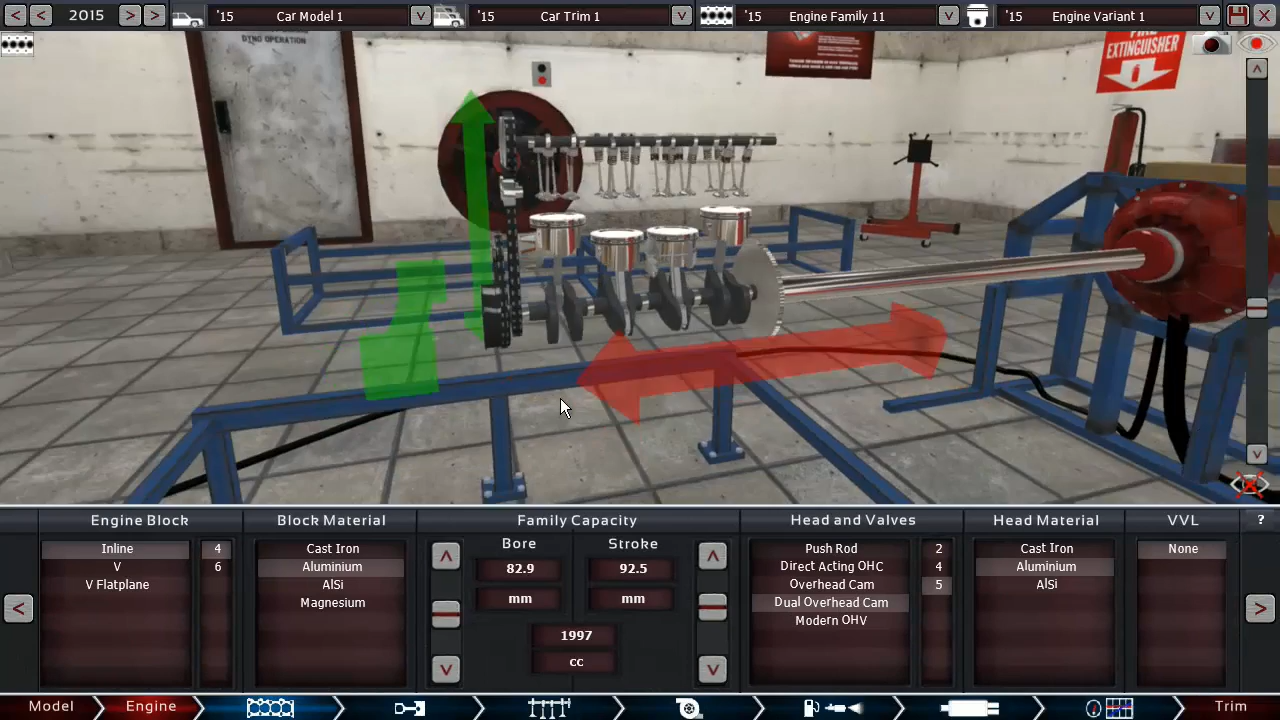 2015
'15 Car Model 1
'15 Car Trim 1
'15 Engine Family 11
'15 Engine Variant 1
DYNO OPERATION
FIRE
EXTINGUISHER
Engine Block
Block Material
Family Capacity
Head and Valves
Head Material
VVL
?
Inline
4
V
6
V Flatplane
Cast Iron
Aluminium
AlSi
Magnesium
Bore
Stroke
82.9
92.5
mm
mm
1997
cc
Push Rod
2
Direct Acting OHC
4
Overhead Cam
5
Dual Overhead Cam
Modern OHV
Cast Iron
Aluminium
AlSi
None
Model
Engine
Trim